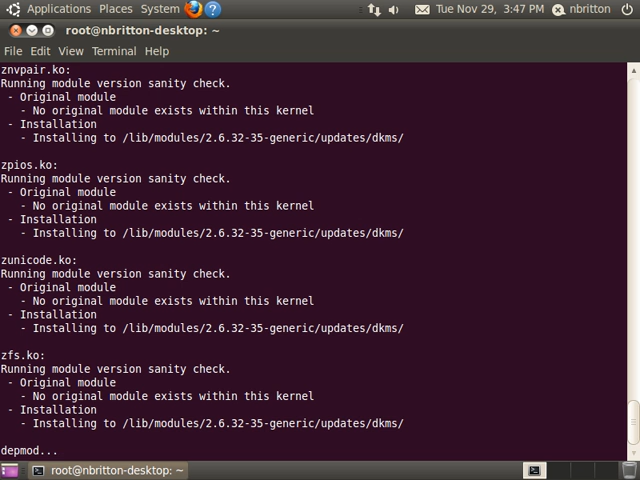 Applications Places System ? Tue Nov 29, 3:47 PM nbritton
root@nbritton-desktop: ~
File Edit View Terminal Help
znvpair.ko:
Running module version sanity check.
- Original module
- No original module exists within this kernel
- Installation
- Installing to /lib/modules/2.6.32-35-generic/updates/dkms/
zpios.ko:
Running module version sanity check.
- Original module
- No original module exists within this kernel
- Installation
- Installing to /lib/modules/2.6.32-35-generic/updates/dkms/
zunicode.ko:
Running module version sanity check.
- Original module
- No original module exists within this kernel
- Installation
- Installing to /lib/modules/2.6.32-35-generic/updates/dkms/
zfs.ko:
Running module version sanity check.
- Original module
- No original module exists within this kernel
- Installation
- Installing to /lib/modules/2.6.32-35-generic/updates/dkms/
depmod...
root@nbritton-desktop: ~